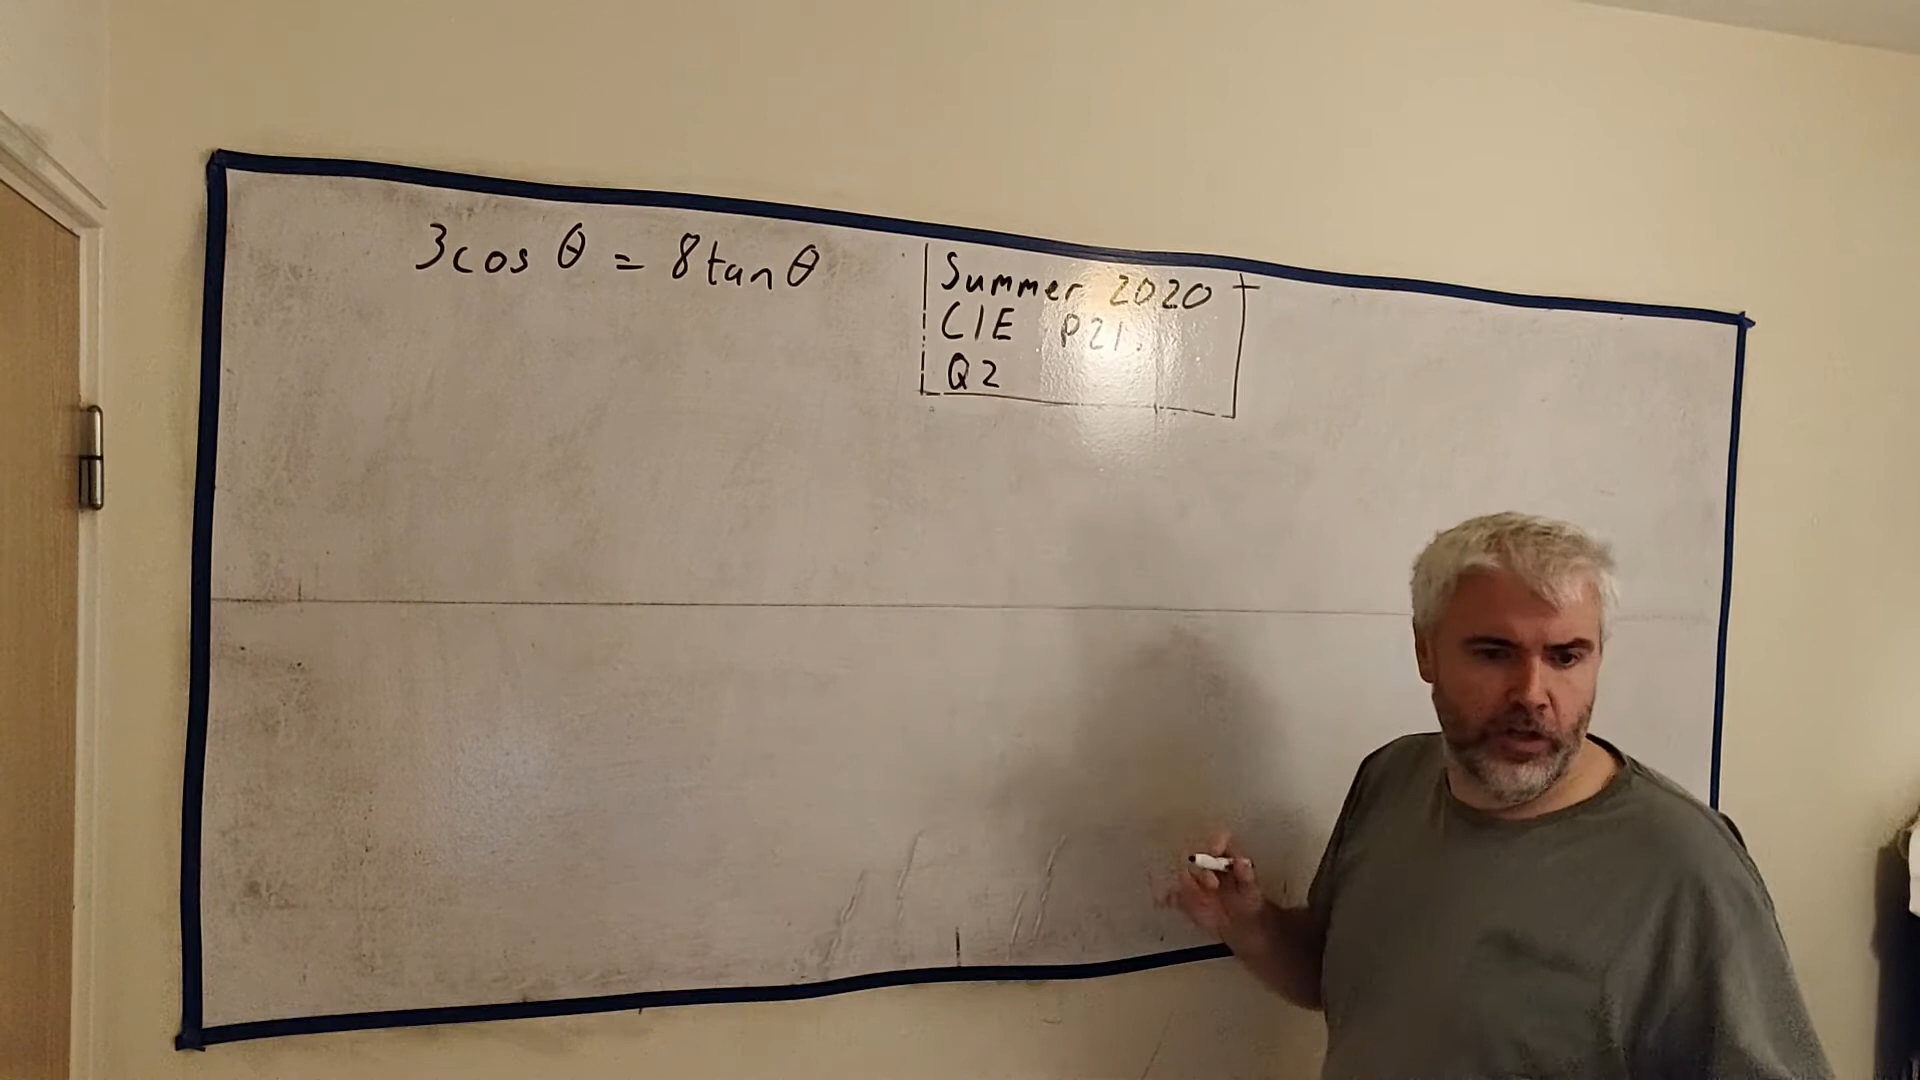 3cos θ = 8tan θ
Summer 2020
CIE P21.
Q2